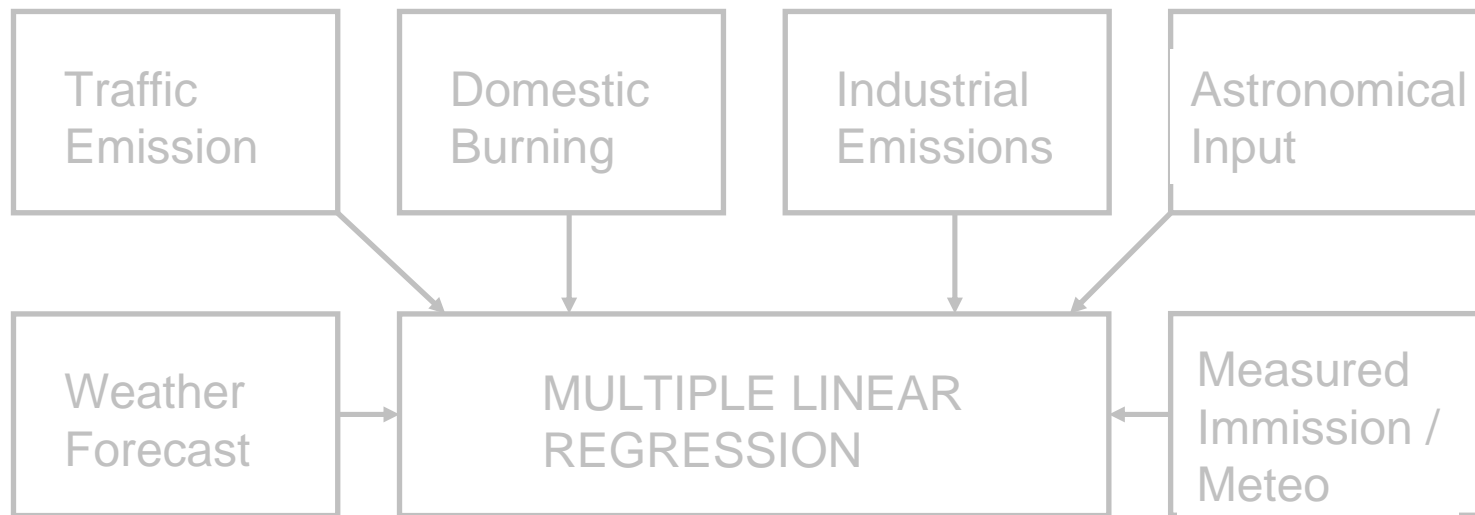 Traffic
Emission
Domestic
Burning
Industrial
Emissions
Astronomical
Input
Weather
Forecast
MULTIPLE LINEAR
REGRESSION
Measured
Immission /
Meteo